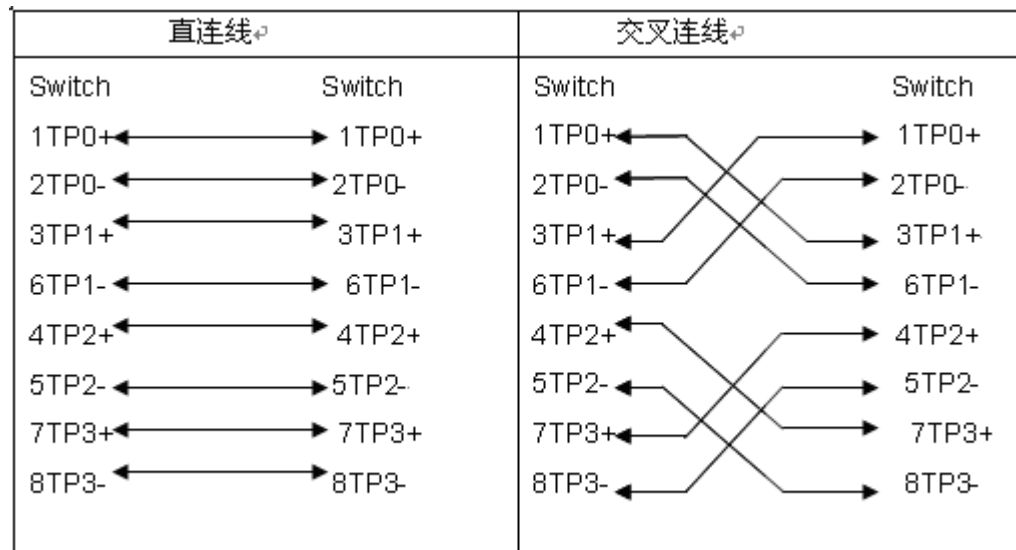 直连线 交叉连线
Switch Switch Switch Switch
1TP0+ 1TP0+ 1TP0+ 1TP0+
2TP0- 2TP0- 2TP0- 2TP0-
3TP1+ 3TP1+ 3TP1+ 3TP1+
6TP1- 6TP1- 6TP1- 6TP1-
4TP2+ 4TP2+ 4TP2+ 4TP2+
5TP2- 5TP2- 5TP2- 5TP2-
7TP3+ 7TP3+ 7TP3+ 7TP3+
8TP3- 8TP3- 8TP3- 8TP3-